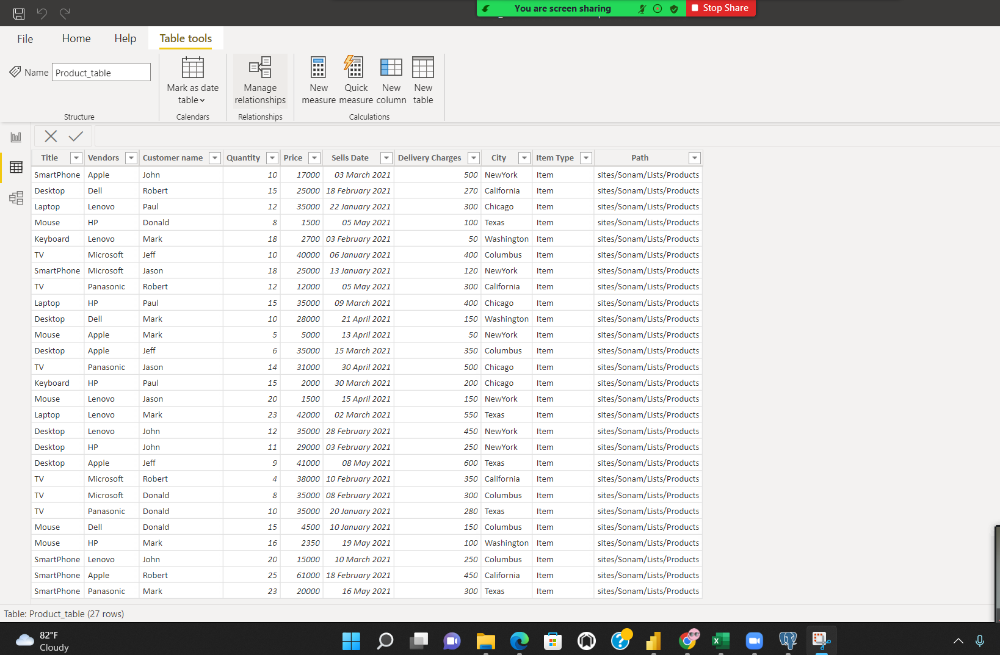 You are screen sharing Stop Share
File Home Help Table tools
Name Product_table
Mark as date table
Manage relationships
New measure
Quick measure
New column
New table
Structure Calendars Relationships Calculations
Title Vendors Customer name Quantity Price Sells Date Delivery Charges City Item Type Path
SmartPhone Apple John 10 17000 03 March 2021 500 NewYork Item sites/Sonam/Lists/Products
Desktop Dell Robert 15 25000 18 February 2021 270 California Item sites/Sonam/Lists/Products
Laptop Lenovo Paul 12 35000 22 January 2021 300 Chicago Item sites/Sonam/Lists/Products
Mouse HP Donald 8 1500 05 May 2021 100 Texas Item sites/Sonam/Lists/Products
Keyboard Lenovo Mark 18 2700 03 February 2021 50 Washington Item sites/Sonam/Lists/Products
TV Microsoft Jeff 10 40000 06 January 2021 400 Columbus Item sites/Sonam/Lists/Products
SmartPhone Microsoft Jason 18 25000 13 January 2021 120 NewYork Item sites/Sonam/Lists/Products
TV Panasonic Robert 12 12000 05 May 2021 300 California Item sites/Sonam/Lists/Products
Laptop HP Paul 15 35000 09 March 2021 400 Chicago Item sites/Sonam/Lists/Products
Desktop Dell Mark 10 28000 21 April 2021 150 Washington Item sites/Sonam/Lists/Products
Mouse Apple Mark 5 5000 13 April 2021 50 NewYork Item sites/Sonam/Lists/Products
Desktop Apple Jeff 6 35000 15 March 2021 350 Columbus Item sites/Sonam/Lists/Products
TV Panasonic Jason 14 31000 30 April 2021 500 Chicago Item sites/Sonam/Lists/Products
Keyboard HP Paul 15 2000 30 March 2021 200 Chicago Item sites/Sonam/Lists/Products
Mouse Lenovo Jason 20 1500 15 April 2021 150 NewYork Item sites/Sonam/Lists/Products
Laptop Lenovo Mark 23 42000 02 March 2021 550 Texas Item sites/Sonam/Lists/Products
Desktop Lenovo John 12 35000 28 February 2021 450 NewYork Item sites/Sonam/Lists/Products
Desktop HP John 11 29000 03 February 2021 250 NewYork Item sites/Sonam/Lists/Products
Desktop Apple Jeff 9 41000 08 May 2021 600 Texas Item sites/Sonam/Lists/Products
TV Microsoft Robert 4 38000 10 February 2021 350 California Item sites/Sonam/Lists/Products
TV Microsoft Donald 8 35000 08 February 2021 300 Columbus Item sites/Sonam/Lists/Products
TV Panasonic Donald 10 35000 20 January 2021 280 Texas Item sites/Sonam/Lists/Products
Mouse Dell Donald 15 4500 10 January 2021 150 Columbus Item sites/Sonam/Lists/Products
Mouse HP Mark 16 2350 19 May 2021 100 Washington Item sites/Sonam/Lists/Products
SmartPhone Lenovo John 20 15000 10 March 2021 250 Columbus Item sites/Sonam/Lists/Products
SmartPhone Apple Robert 25 61000 18 February 2021 450 California Item sites/Sonam/Lists/Products
SmartPhone Panasonic Mark 23 20000 16 May 2021 300 Texas Item sites/Sonam/Lists/Products
Table: Product_table (27 rows)
82°F
Cloudy